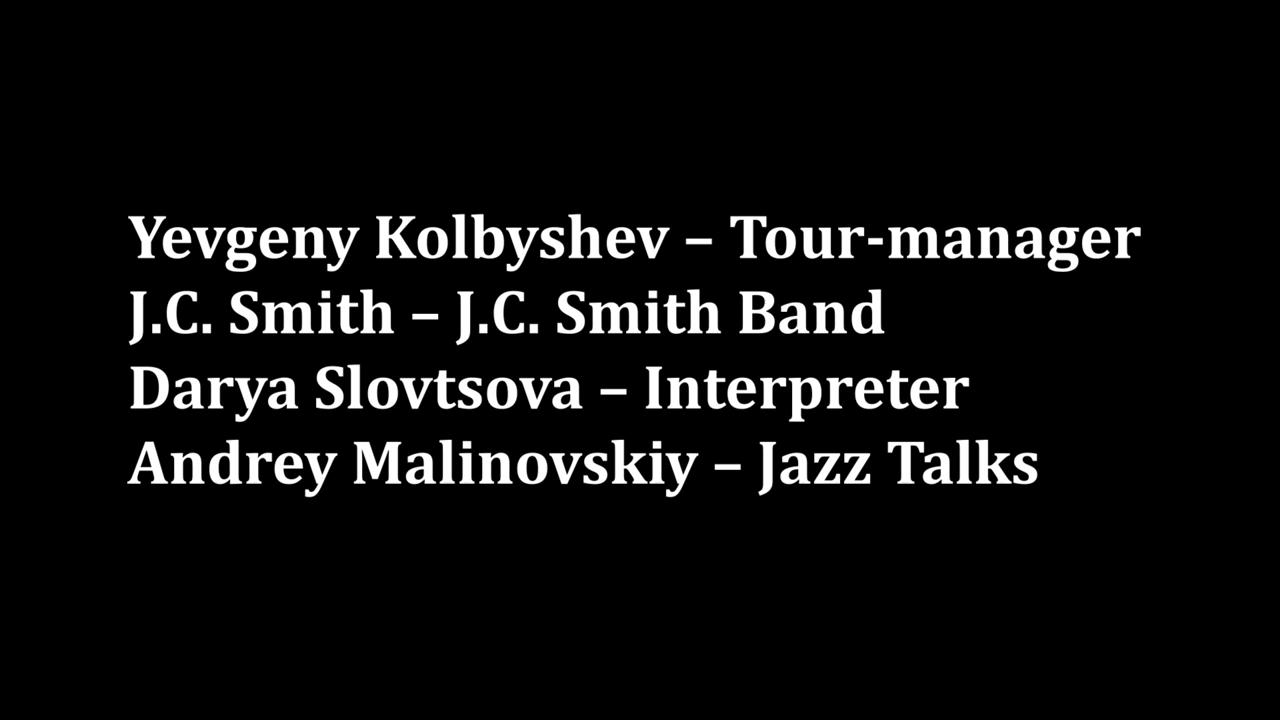 Yevgeny Kolbyshev – Tour-manager
J.C. Smith – J.C. Smith Band
Darya Slovtsova – Interpreter
Andrey Malinovskiy – Jazz Talks